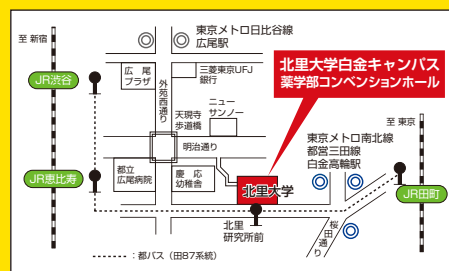 至 新宿
東京メトロ日比谷線
広尾駅
北里大学白金キャンパス
薬学部コンベンションホール
JR渋谷
広尾
プラザ
外苑西通り
三菱東京UFJ
銀行
天現寺
歩道橋
ニュー
サンノー
至 東京
明治通り
東京メトロ南北線
都営三田線
白金高輪駅
JR恵比寿
都立
広尾病院
慶応
幼稚舎
北里大学
JR田町
北里
研究所前
桜田通り
：都バス（田87系統）